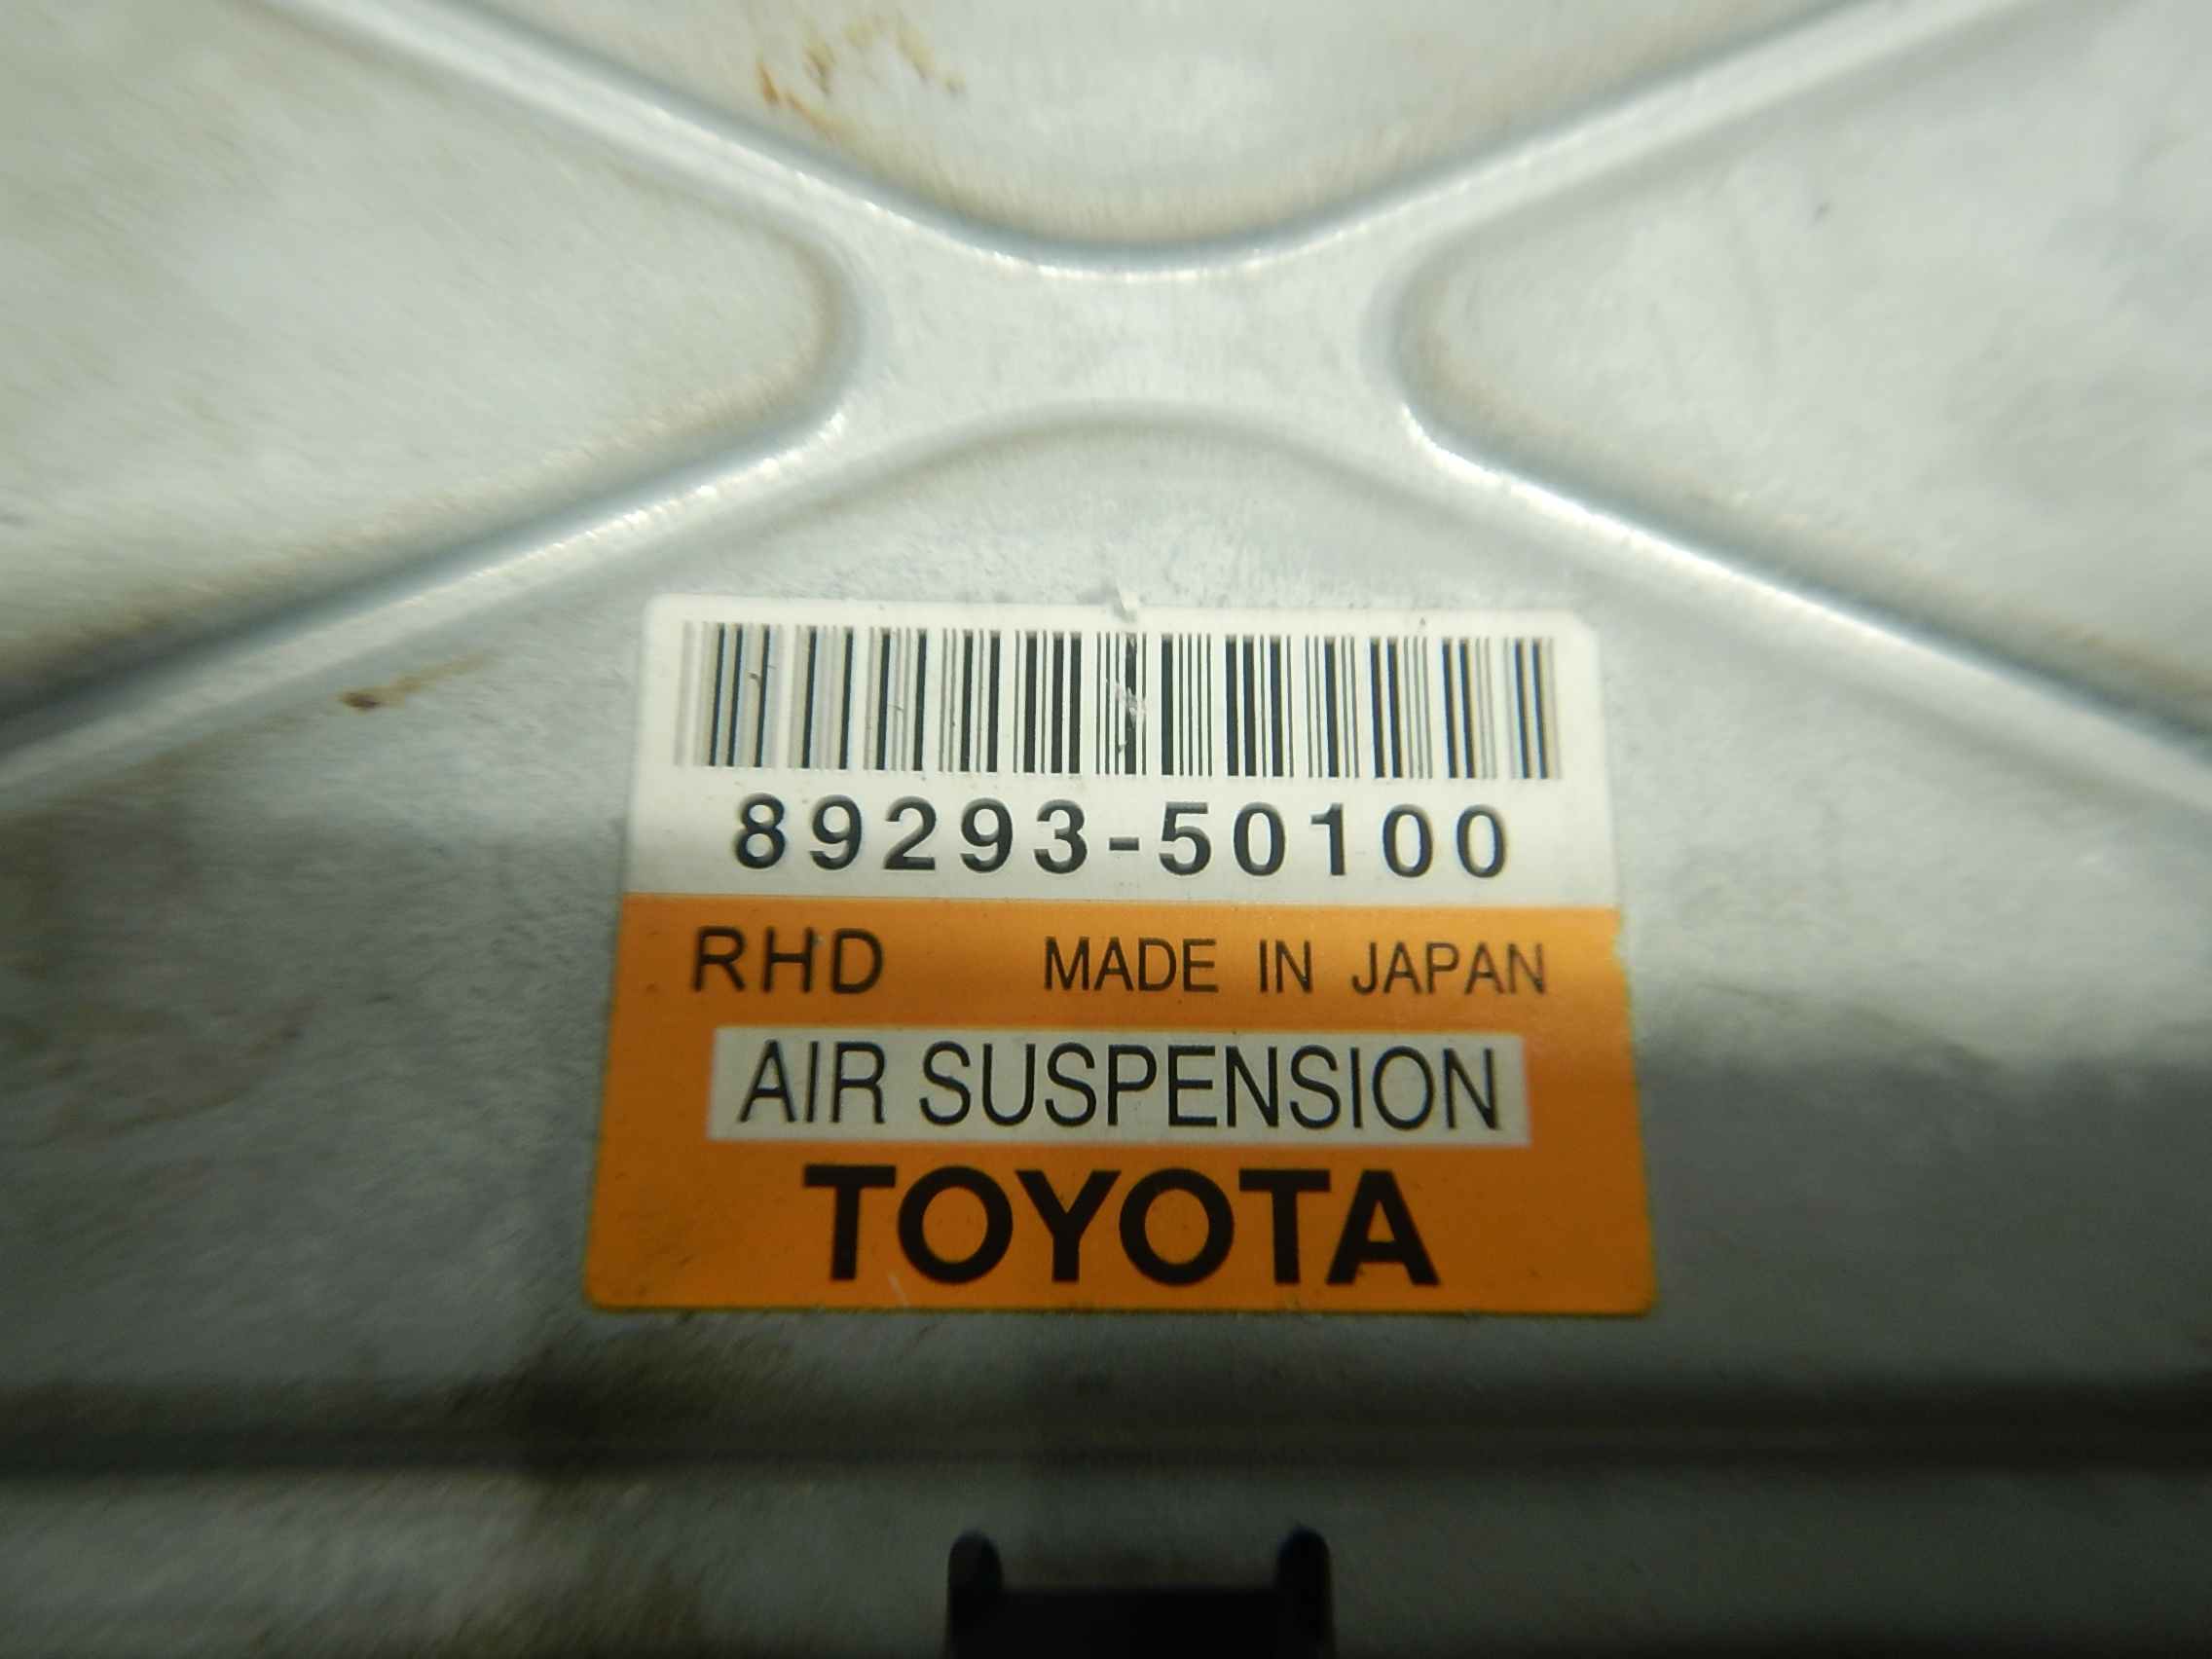 89293-50100
RHD MADE IN JAPAN
AIR SUSPENSION
TOYOTA